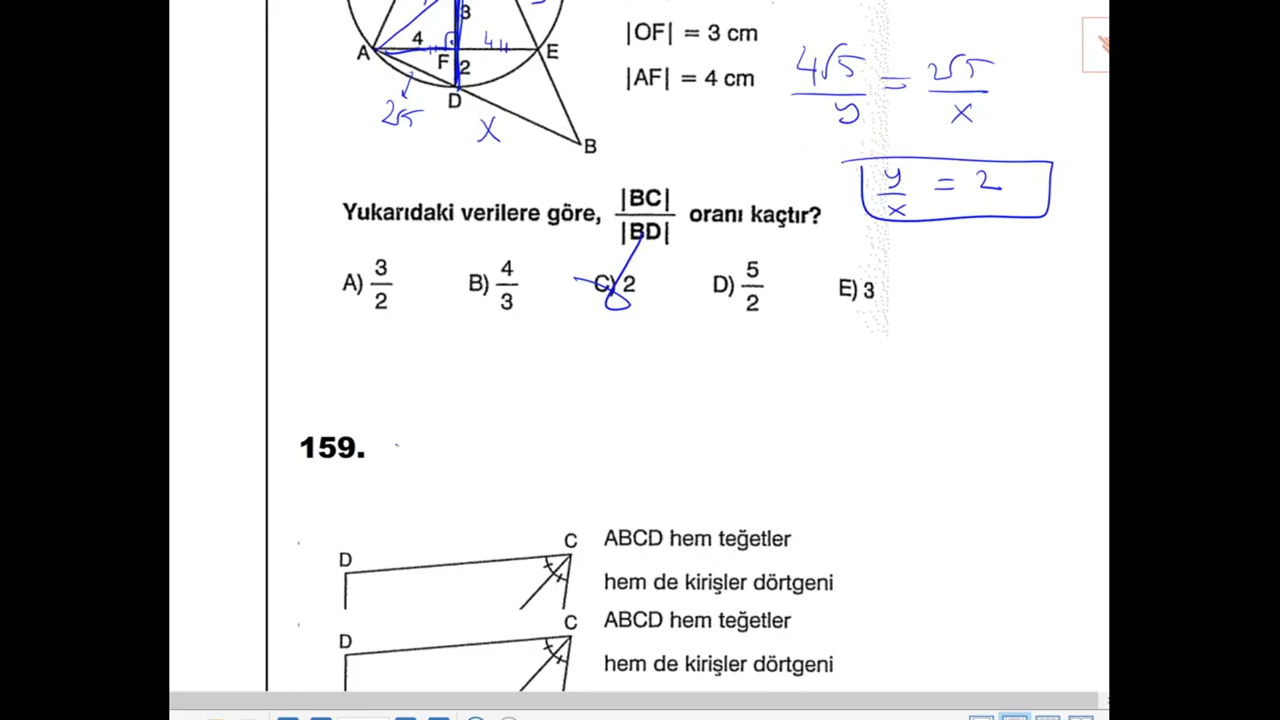 3
|OF| = 3 cm
A 4 F 4 E
2
|AF| = 4 cm
4√5/y = 2√5/x
D
2√5
x
B
y/x = 2
Yukarıdaki verilere göre, |BC|/|BD| oranı kaçtır?
A) 3/2 B) 4/3 C) 2 D) 5/2 E) 3
159.
D C ABCD hem teğetler
hem de kirişler dörtgeni
D C ABCD hem teğetler
hem de kirişler dörtgeni